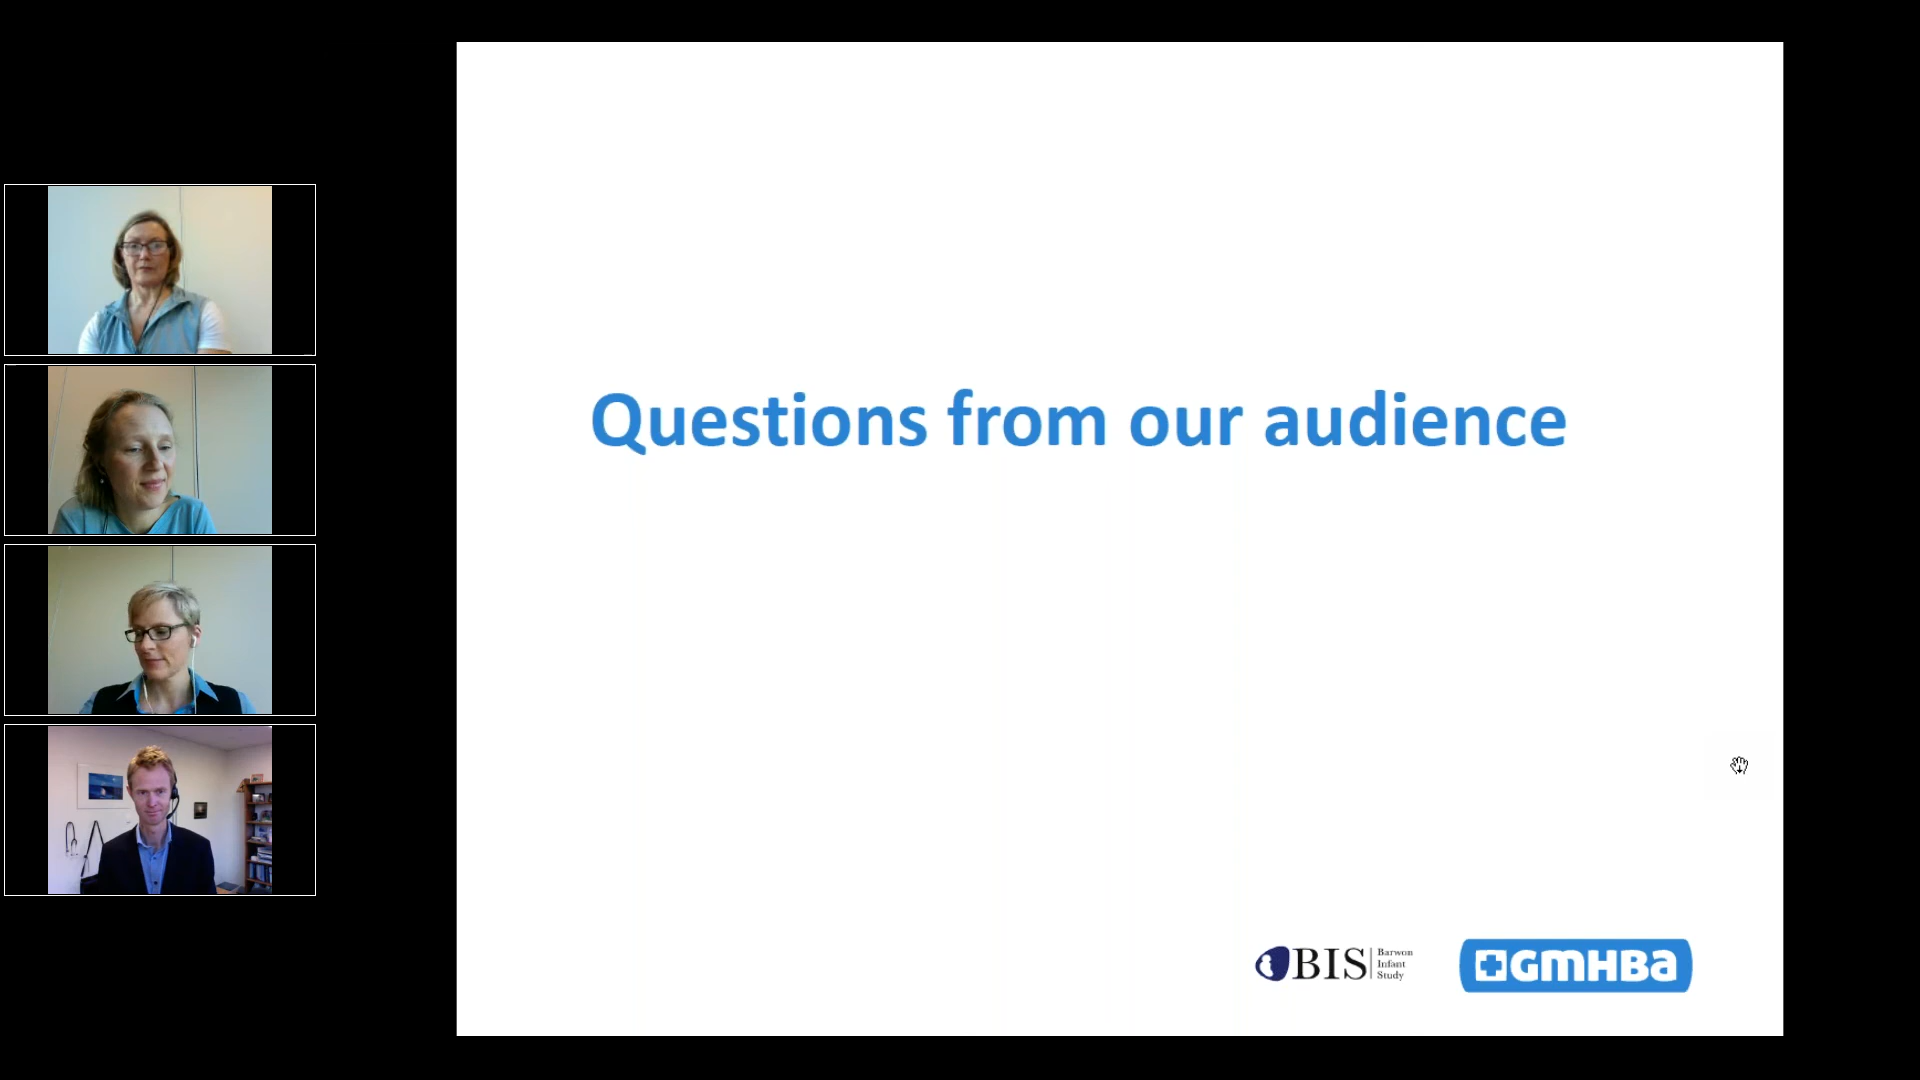 Questions from our audience
BIS
Barwon
Infant
Study
GMHBa